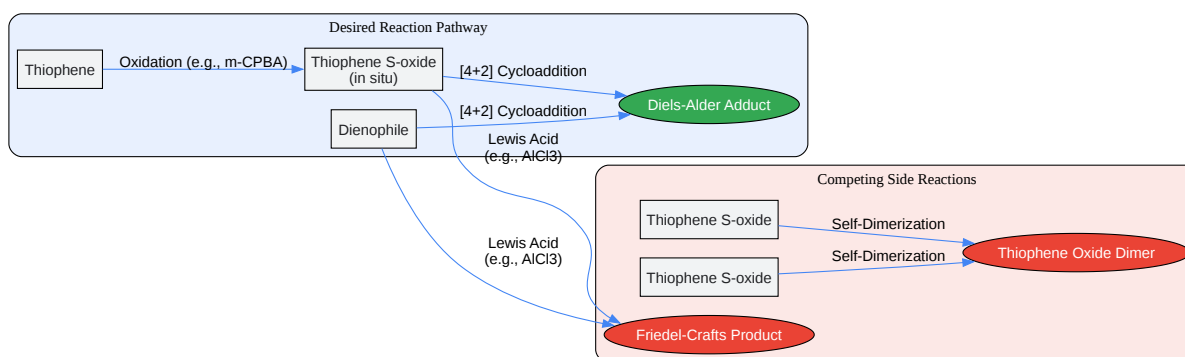 Desired Reaction Pathway
Thiophene
Oxidation (e.g., m-CPBA)
Thiophene S-oxide
(in situ)
[4+2] Cycloaddition
Diels-Alder Adduct
Dienophile
[4+2] Cycloaddition
Lewis Acid
(e.g., AlCl3)
Competing Side Reactions
Thiophene S-oxide
Self-Dimerization
Thiophene Oxide Dimer
Thiophene S-oxide
Self-Dimerization
Lewis Acid
(e.g., AlCl3)
Friedel-Crafts Product